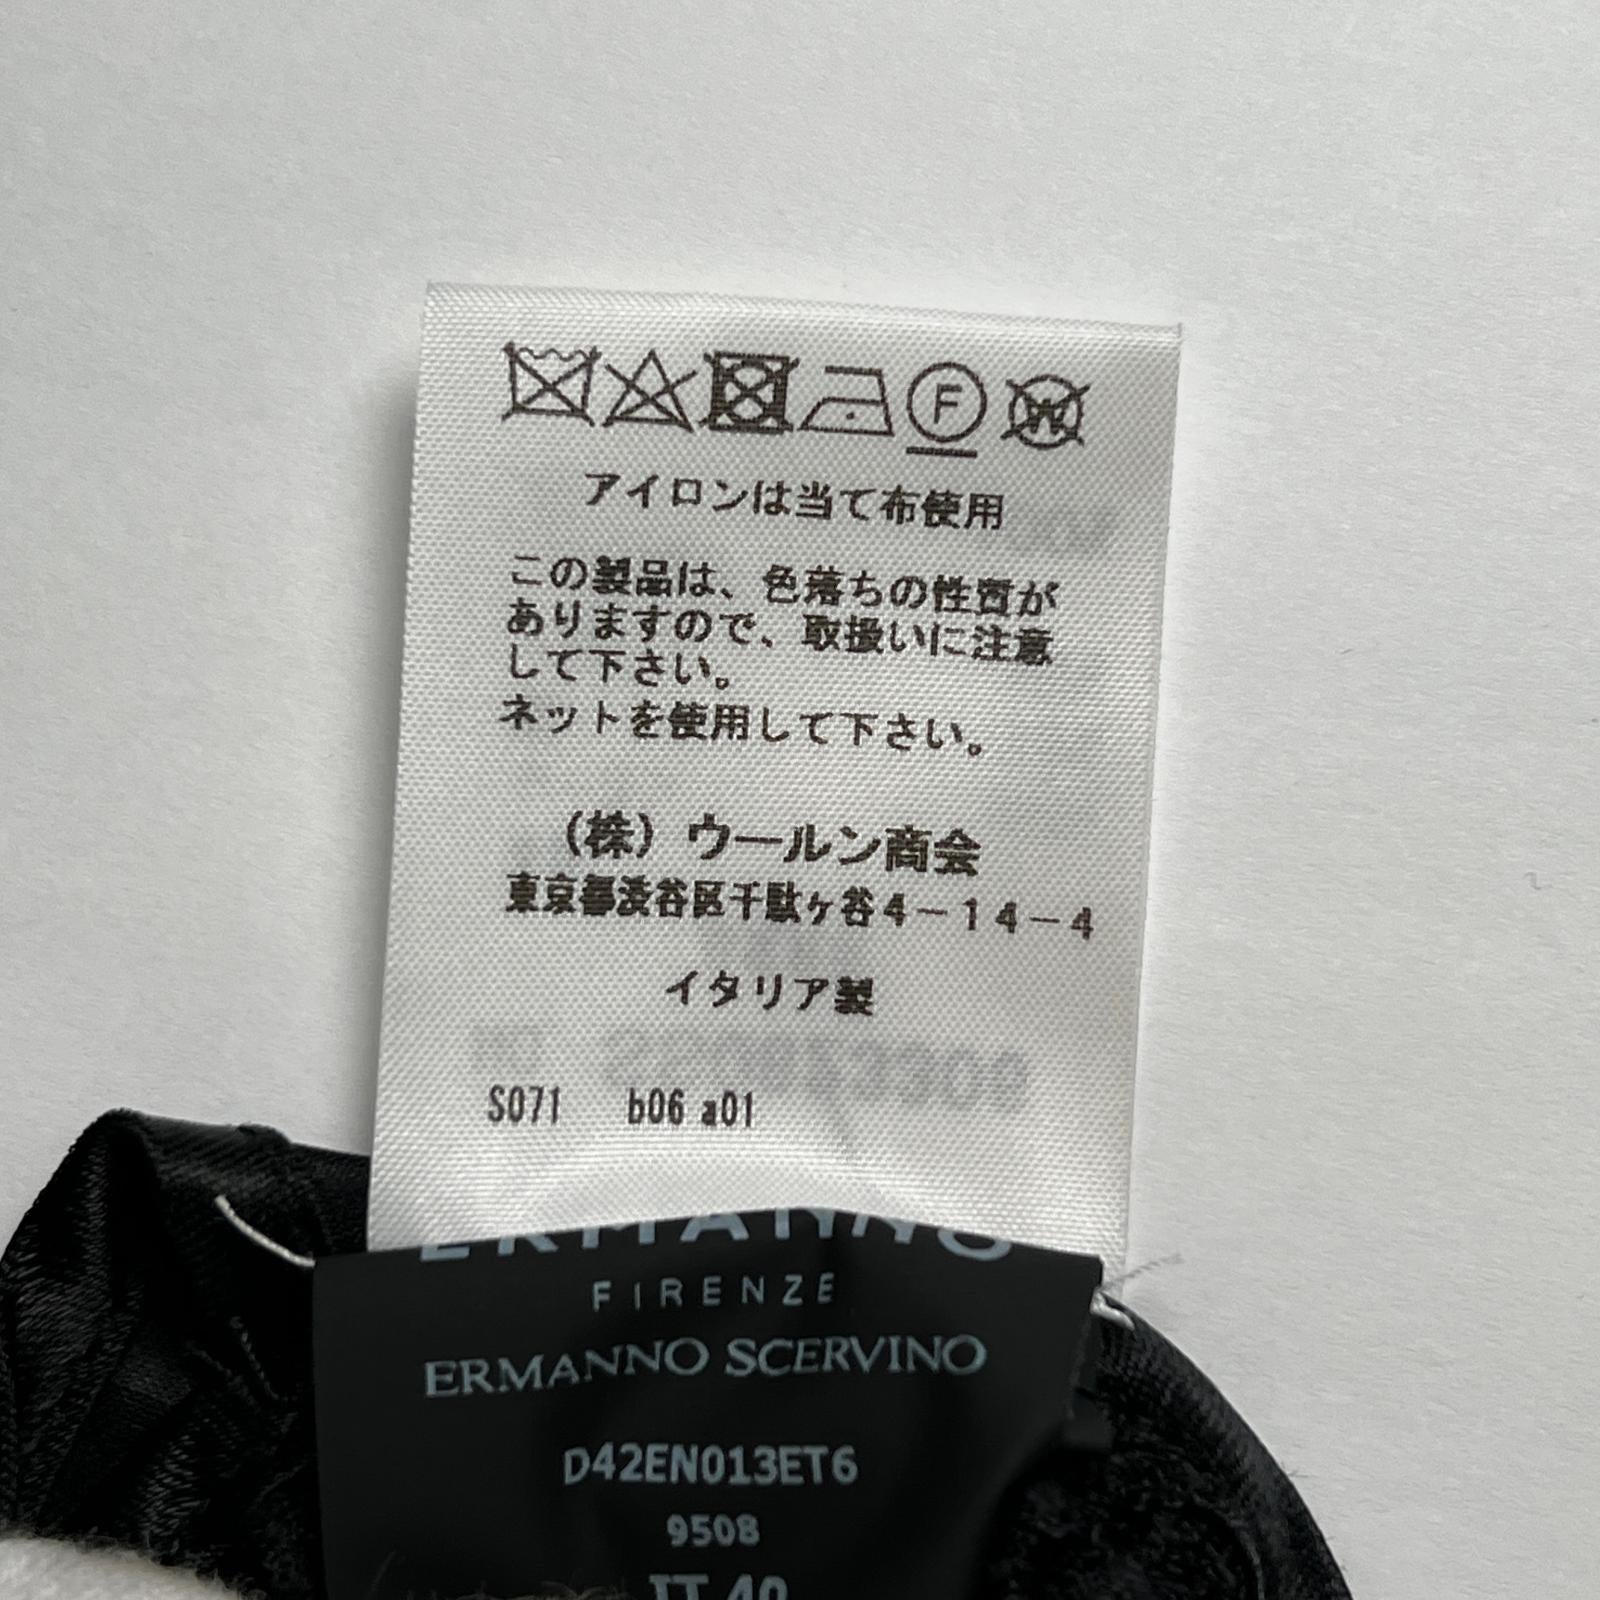 F
W
アイロンは当て布使用
この製品は、色落ちの性質が
ありますので、取扱いに注意
して下さい。
ネットを使用して下さい。
(株) ウールン商会
東京都渋谷区千駄ヶ谷4-14-4
イタリア製
S071 b06 a01
ERMANNO
FIRENZE
ERMANNO SCERVINO
D42EN013ET6
9508
IT 40